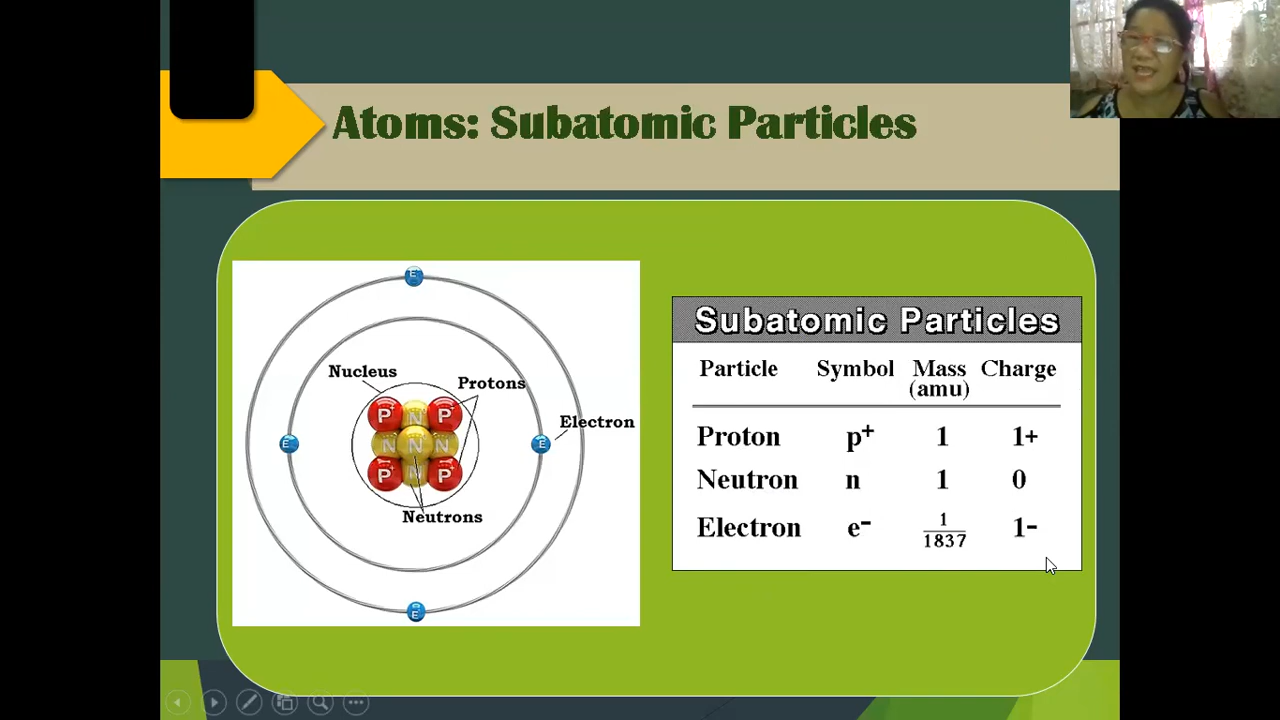 Atoms: Subatomic Particles
E
Nucleus
Protons
P+ N P+
Electron
E N N N E
P+ N P+
Neutrons
E
Subatomic Particles
Particle Symbol Mass (amu) Charge
Proton p+ 1 1+
Neutron n 1 0
Electron e- 1/1837 1-